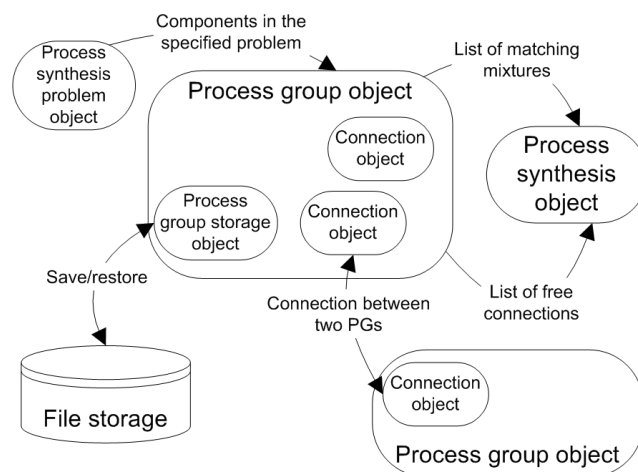 Components in the
specified problem
Process
synthesis
problem
object
List of matching
mixtures
Process group object
Connection
object
Process
synthesis
object
Process
group storage
object
Connection
object
Save/restore
Connection between
two PGs
List of free
connections
File storage
Connection
object
Process group object